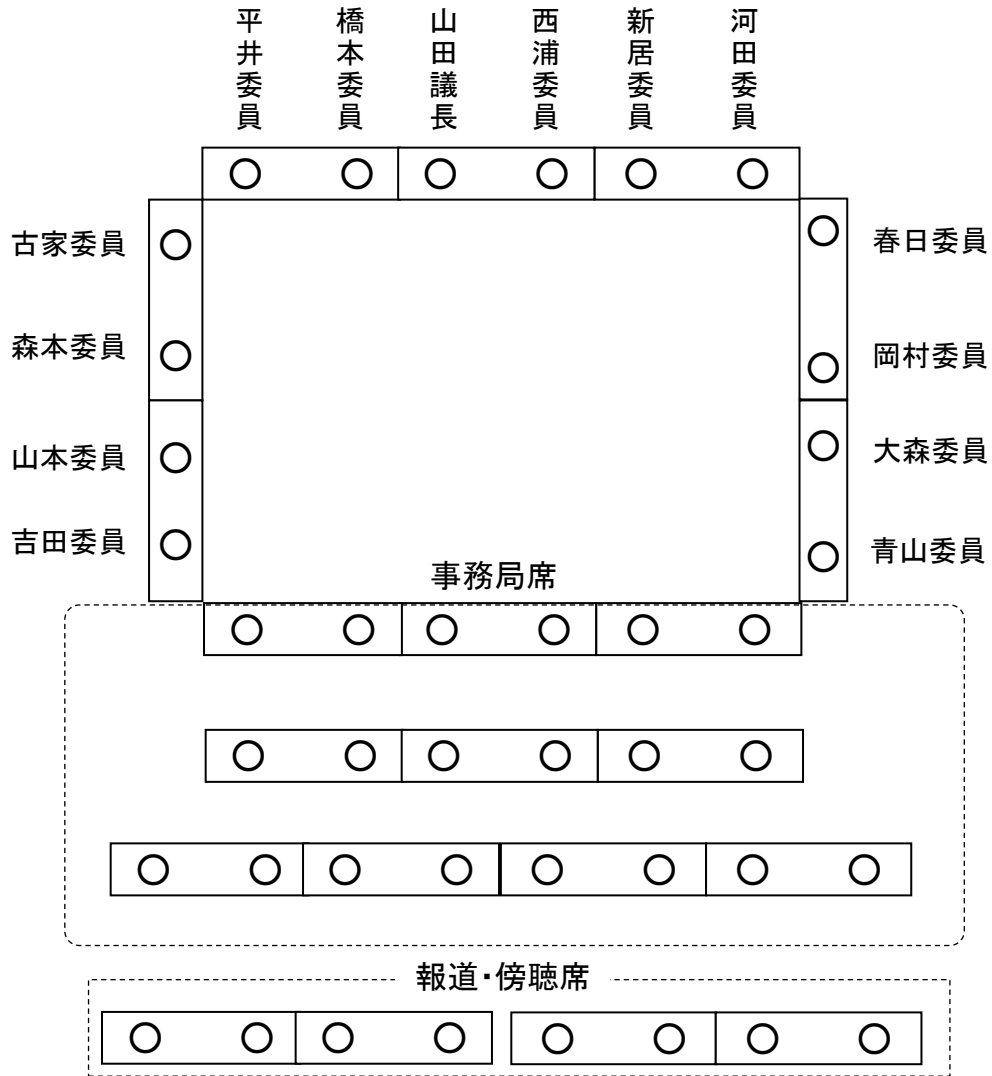 平井委員
橋本委員
山田議長
西浦委員
新居委員
河田委員
古家委員
春日委員
森本委員
岡村委員
山本委員
大森委員
吉田委員
青山委員
事務局席
報道・傍聴席